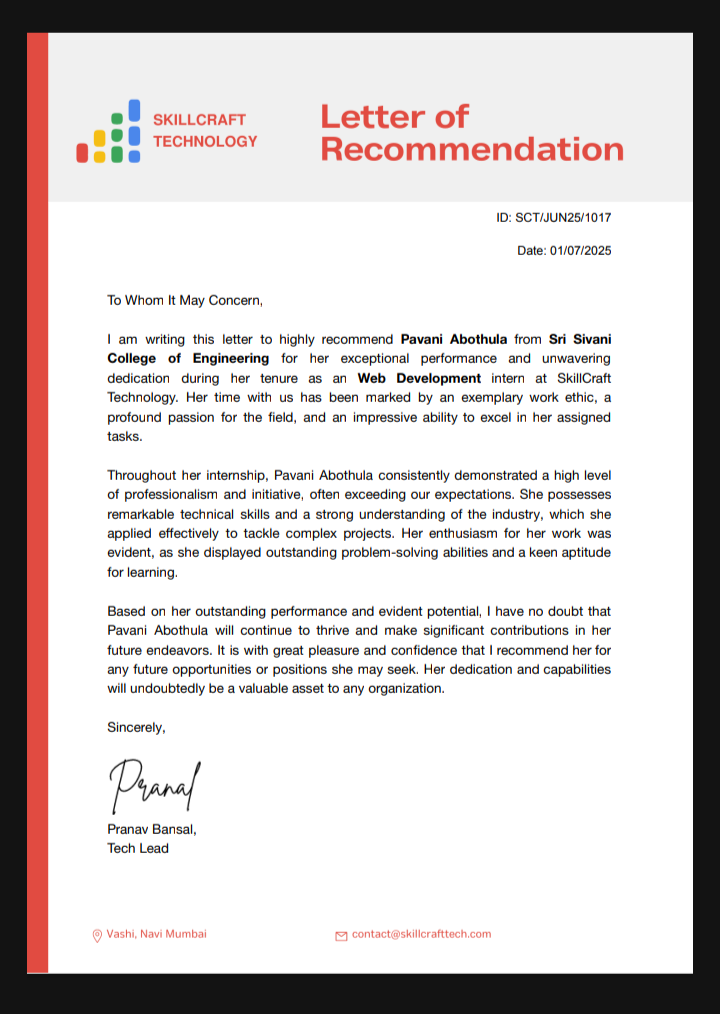 SKILLCRAFT
TECHNOLOGY
Letter of
Recommendation
ID: SCT/JUN25/1017
Date: 01/07/2025
To Whom It May Concern,
I am writing this letter to highly recommend Pavani Abothula from Sri Sivani
College of Engineering for her exceptional performance and unwavering
dedication during her tenure as an Web Development intern at SkillCraft
Technology. Her time with us has been marked by an exemplary work ethic, a
profound passion for the field, and an impressive ability to excel in her assigned
tasks.
Throughout her internship, Pavani Abothula consistently demonstrated a high level
of professionalism and initiative, often exceeding our expectations. She possesses
remarkable technical skills and a strong understanding of the industry, which she
applied effectively to tackle complex projects. Her enthusiasm for her work was
evident, as she displayed outstanding problem-solving abilities and a keen aptitude
for learning.
Based on her outstanding performance and evident potential, I have no doubt that
Pavani Abothula will continue to thrive and make significant contributions in her
future endeavors. It is with great pleasure and confidence that I recommend her for
any future opportunities or positions she may seek. Her dedication and capabilities
will undoubtedly be a valuable asset to any organization.
Sincerely,
Pranav
Pranav Bansal,
Tech Lead
Vashi, Navi Mumbai
contact@skillcrafttech.com